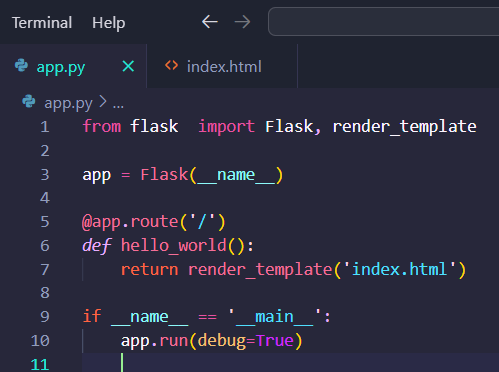 Terminal Help
app.py index.html
app.py > ...
1 from flask  import Flask, render_template
2
3 app = Flask(__name__)
4
5 @app.route('/')
6 def hello_world():
7     return render_template('index.html')
8
9 if __name__ == '__main__':
10     app.run(debug=True)
11